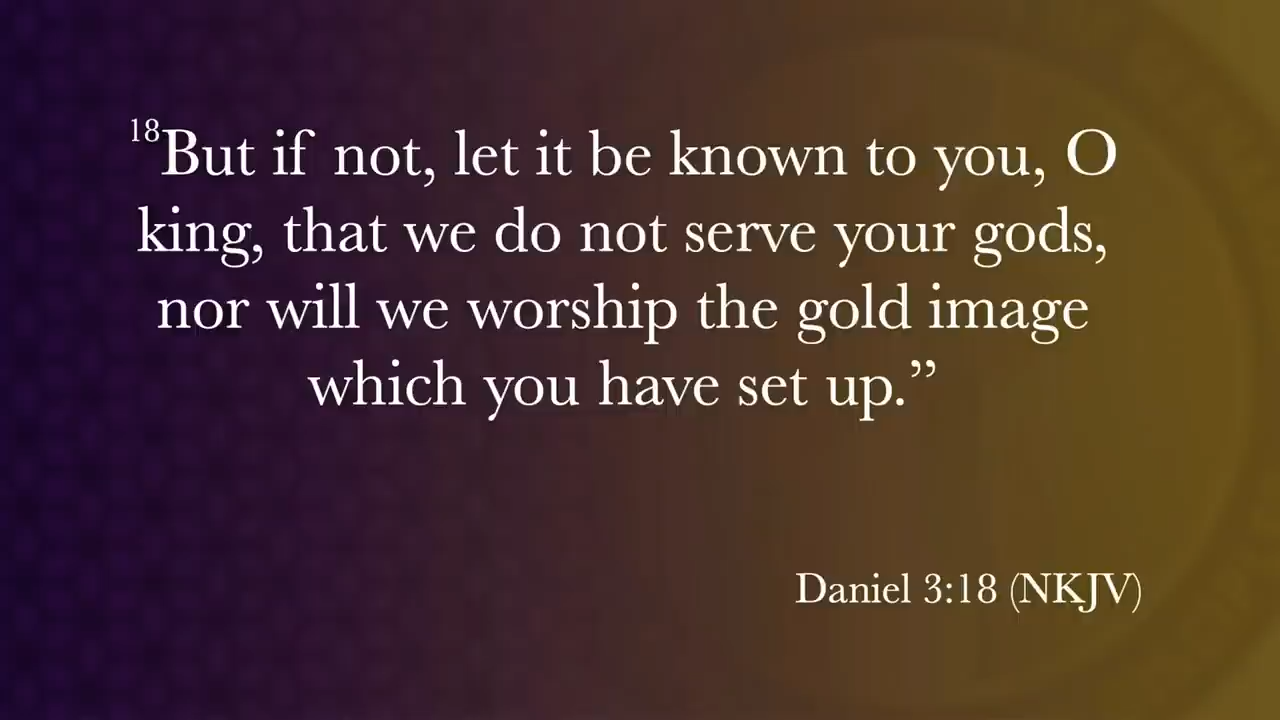 ¹⁸But if not, let it be known to you, O
king, that we do not serve your gods,
nor will we worship the gold image
which you have set up.”
Daniel 3:18 (NKJV)